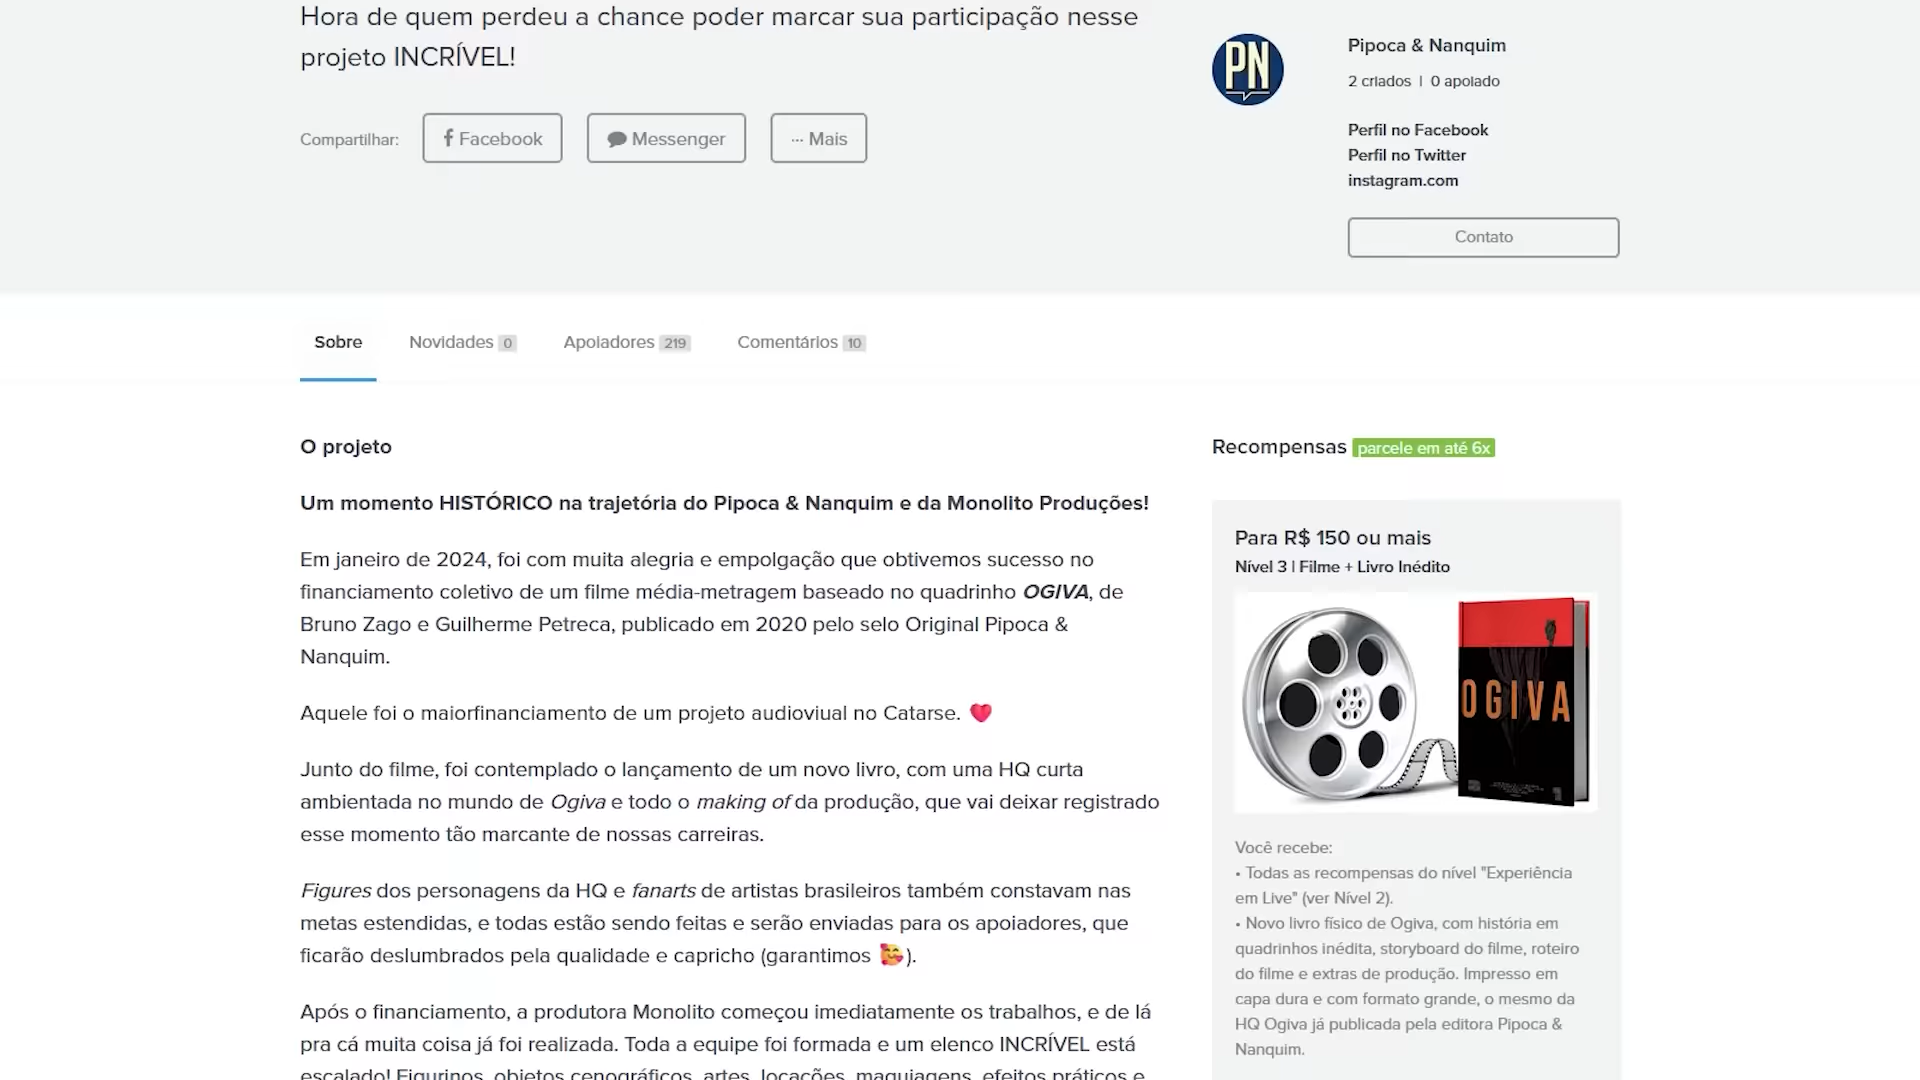 Hora de quem perdeu a chance poder marcar sua participação nesse
projeto INCRÍVEL!
Compartilhar:
Facebook
Messenger
··· Mais
PN
Pipoca & Nanquim
2 criados | 0 apoiado
Perfil no Facebook
Perfil no Twitter
instagram.com
Contato
Sobre
Novidades 0
Apoiadores 219
Comentários 10
O projeto
Um momento HISTÓRICO na trajetória do Pipoca & Nanquim e da Monolito Produções!
Em janeiro de 2024, foi com muita alegria e empolgação que obtivemos sucesso no
financiamento coletivo de um filme média-metragem baseado no quadrinho OGIVA, de
Bruno Zago e Guilherme Petreca, publicado em 2020 pelo selo Original Pipoca &
Nanquim.
Aquele foi o maiorfinanciamento de um projeto audioviual no Catarse. ❤️
Junto do filme, foi contemplado o lançamento de um novo livro, com uma HQ curta
ambientada no mundo de Ogiva e todo o making of da produção, que vai deixar registrado
esse momento tão marcante de nossas carreiras.
Figures dos personagens da HQ e fanarts de artistas brasileiros também constavam nas
metas estendidas, e todas estão sendo feitas e serão enviadas para os apoiadores, que
ficarão deslumbrados pela qualidade e capricho (garantimos 🥰).
Após o financiamento, a produtora Monolito começou imediatamente os trabalhos, e de lá
pra cá muita coisa já foi realizada. Toda a equipe foi formada e um elenco INCRÍVEL está
escalado! Figurinos, objetos cenográficos, artes, locações, maquiagens, efeitos práticos e
Recompensas parcele em até 6x
Para R$ 150 ou mais
Nível 3 | Filme + Livro Inédito
OGIVA
Você recebe:
• Todas as recompensas do nível "Experiência
em Live" (ver Nível 2).
• Novo livro físico de Ogiva, com história em
quadrinhos inédita, storyboard do filme, roteiro
do filme e extras de produção. Impresso em
capa dura e com formato grande, o mesmo da
HQ Ogiva já publicada pela editora Pipoca &
Nanquim.